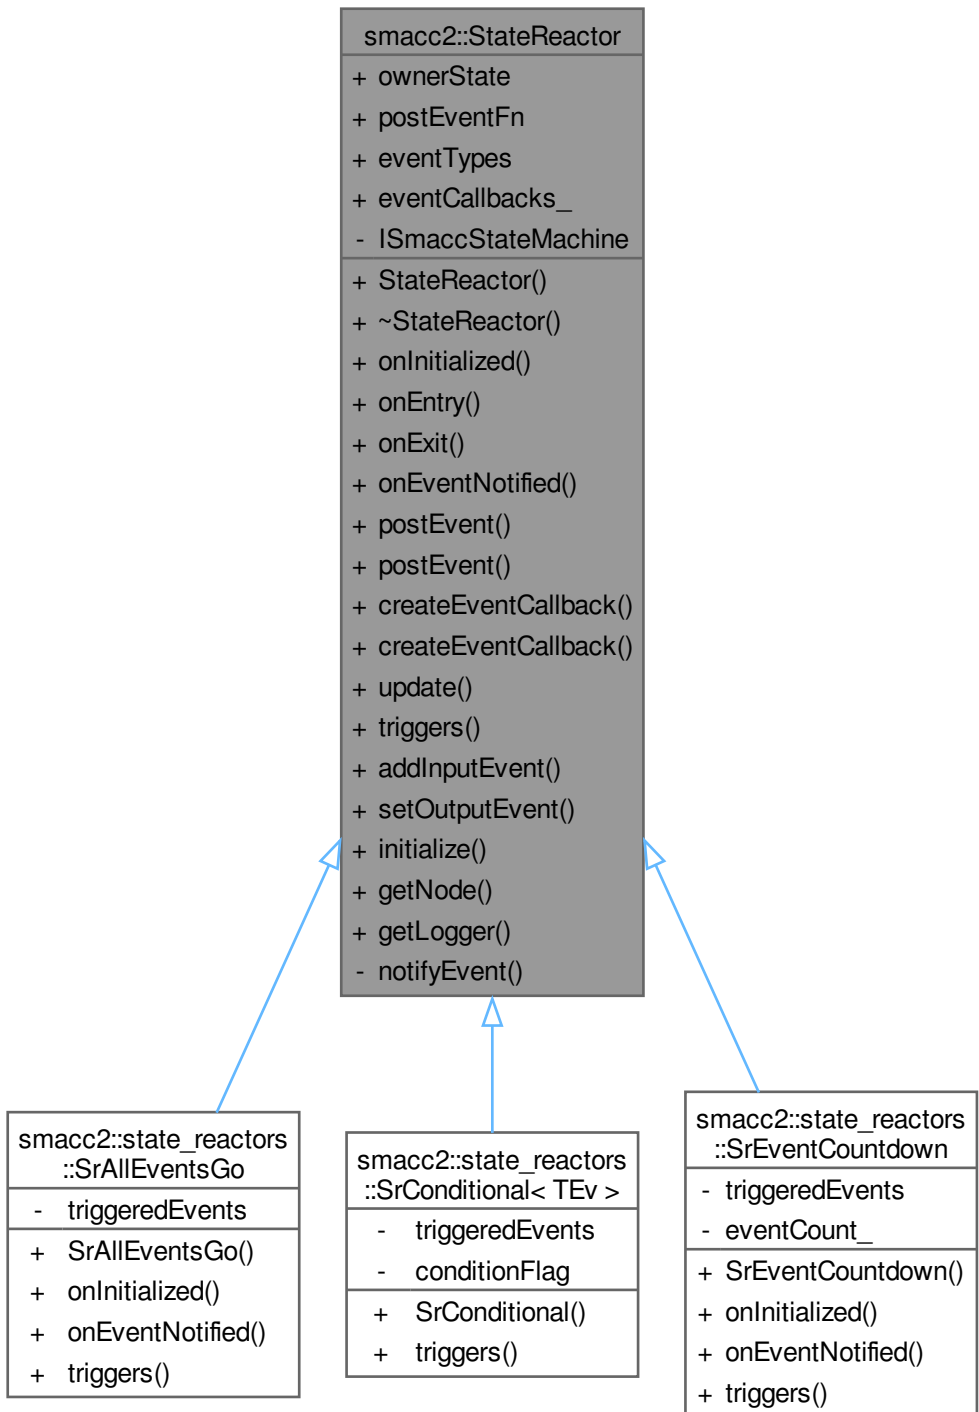 smacc2::StateReactor
+ ownerState
+ postEventFn
+ eventTypes
+ eventCallbacks_
- ISmaccStateMachine
+ StateReactor()
+ ~StateReactor()
+ onInitialized()
+ onEntry()
+ onExit()
+ onEventNotified()
+ postEvent()
+ postEvent()
+ createEventCallback()
+ createEventCallback()
+ update()
+ triggers()
+ addInputEvent()
+ setOutputEvent()
+ initialize()
+ getNode()
+ getLogger()
- notifyEvent()
smacc2::state_reactors
::SrAllEventsGo
- triggeredEvents
+ SrAllEventsGo()
+ onInitialized()
+ onEventNotified()
+ triggers()
smacc2::state_reactors
::SrConditional< TEv >
- triggeredEvents
- conditionFlag
+ SrConditional()
+ triggers()
smacc2::state_reactors
::SrEventCountdown
- triggeredEvents
- eventCount_
+ SrEventCountdown()
+ onInitialized()
+ onEventNotified()
+ triggers()